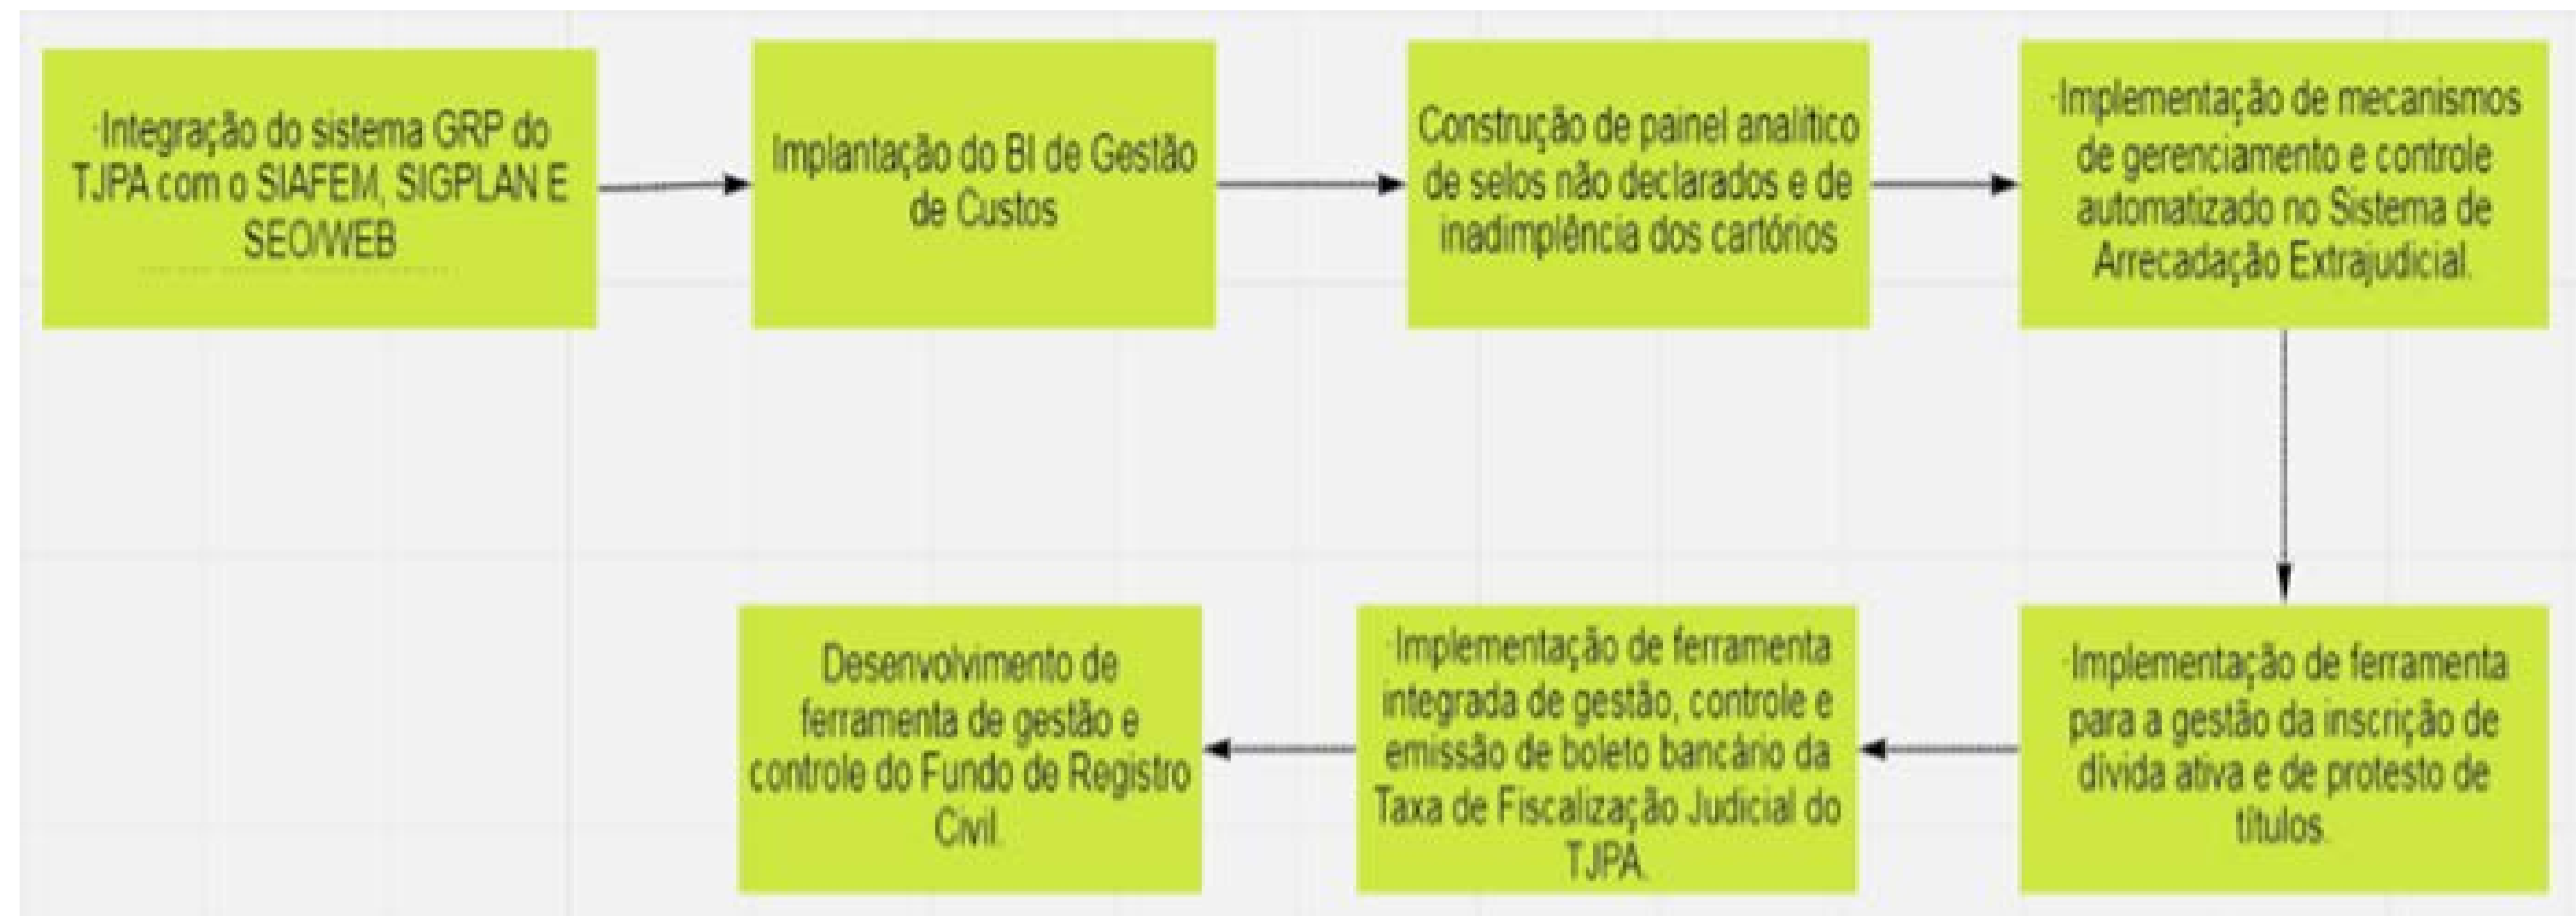 ·Integração do sistema GRP do
TJPA com o SIAFEM, SIGPLAN E
SEO/WEB
Implantação do BI de Gestão
de Custos
Construção de painel analítico
de selos não declarados e de
inadimplência dos cartórios
·Implementação de mecanismos
de gerenciamento e controle
automatizado no Sistema de
Arrecadação Extrajudicial.
·Implementação de ferramenta
para a gestão da inscrição de
dívida ativa e de protesto de
títulos.
·Implementação de ferramenta
integrada de gestão, controle e
emissão de boleto bancário da
Taxa de Fiscalização Judicial do
TJPA.
Desenvolvimento de
ferramenta de gestão e
controle do Fundo de Registro
Civil.